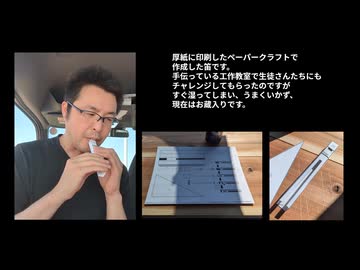 厚紙に印刷したペーパークラフトで
作成した笛です。
手伝っている工作教室で生徒さんたちにも
チャレンジしてもらったのですが
すぐ湿ってしまい、うまくいかず、
現在はお蔵入りです。